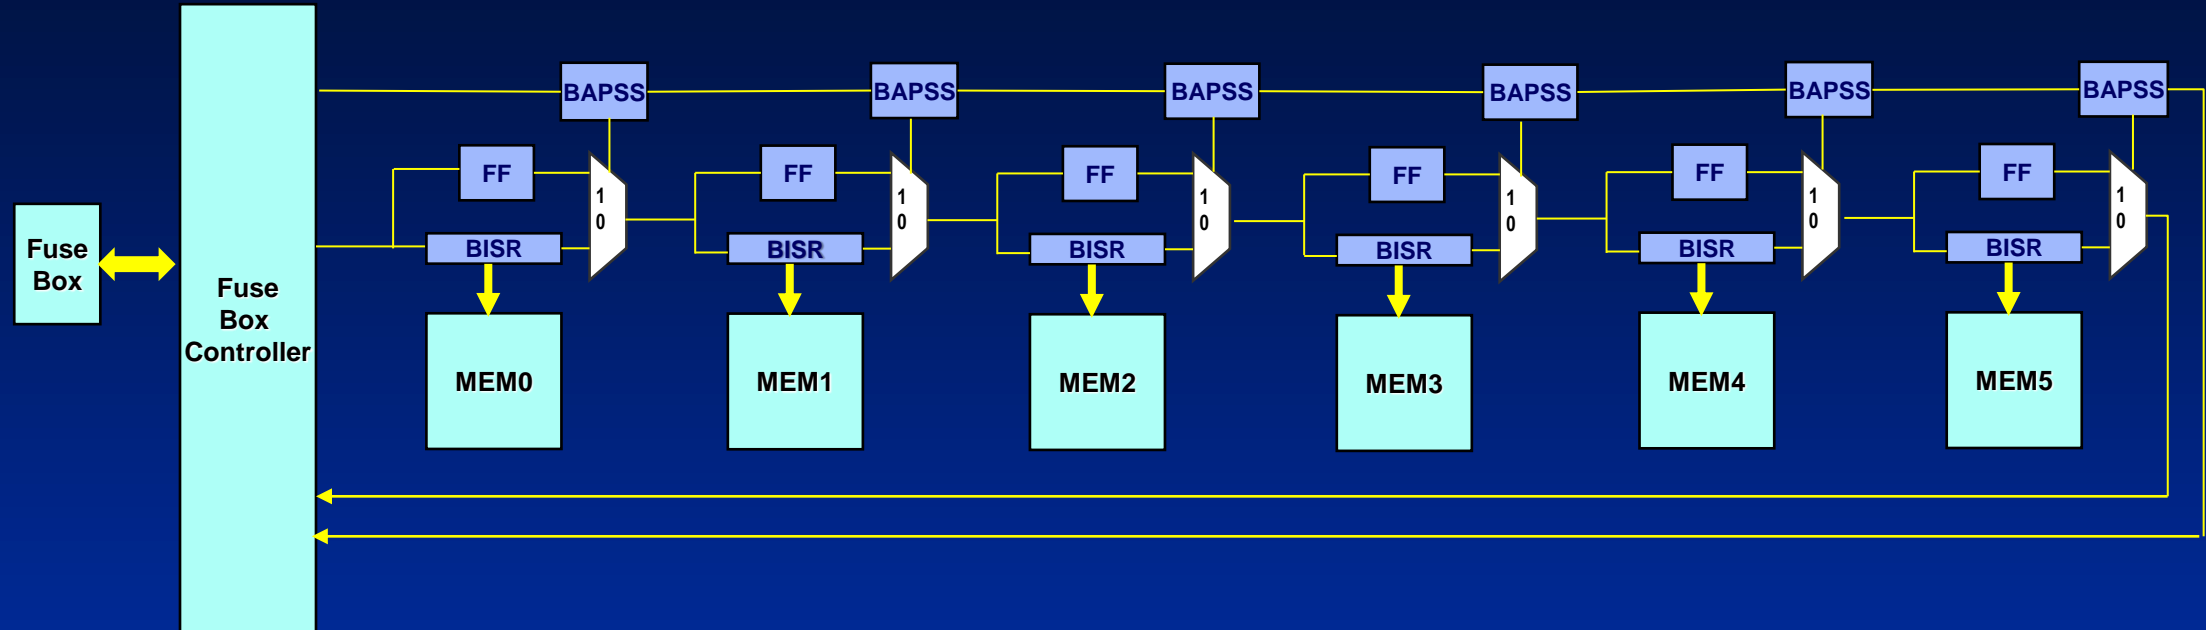 BAPSS
BAPSS
BAPSS
BAPSS
BAPSS
BAPSS
FF
FF
FF
FF
FF
FF
1
0
1
0
1
0
1
0
1
0
1
0
BISR
BISR
BISR
BISR
BISR
BISR
Fuse
Box
Fuse
Box
Controller
MEM0
MEM1
MEM2
MEM3
MEM4
MEM5